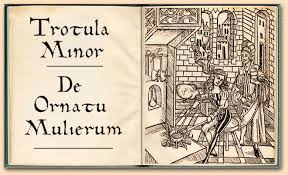 Trotula
Minor
De
Ornatu
Mulierum